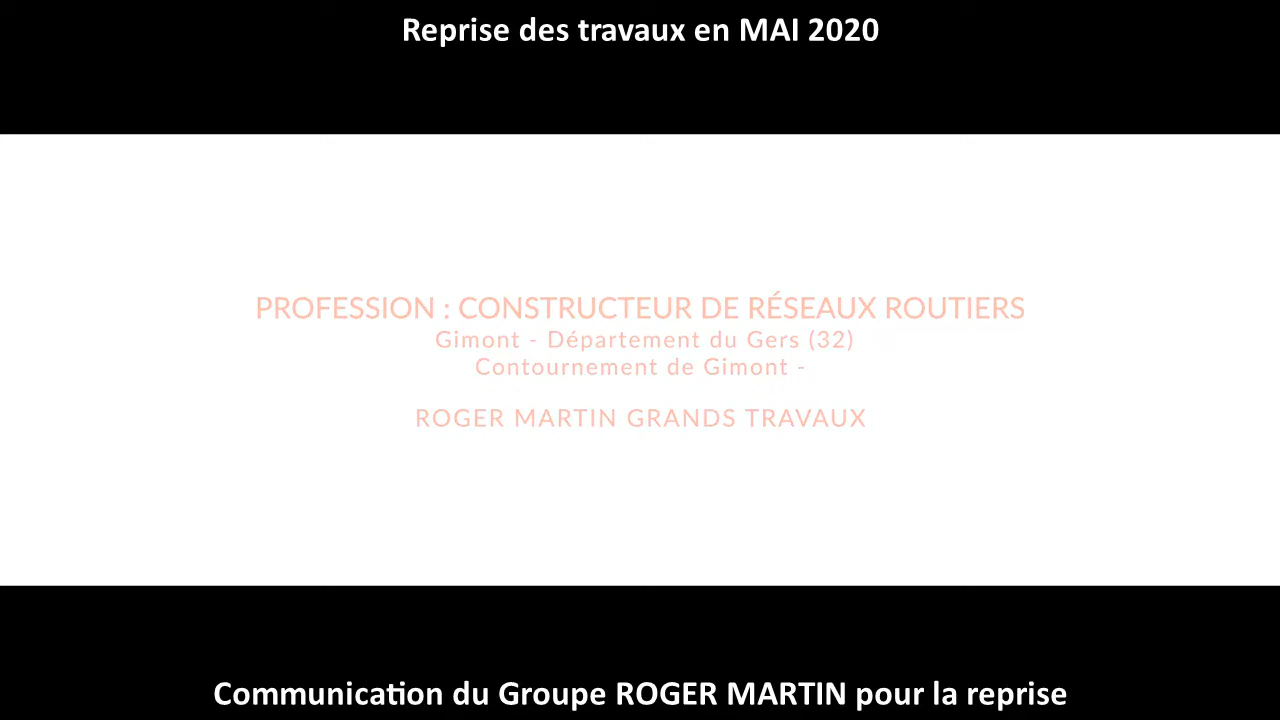 Reprise des travaux en MAI 2020
PROFESSION : CONSTRUCTEUR DE RÉSEAUX ROUTIERS
Gimont - Département du Gers (32)
Contournement de Gimont -
ROGER MARTIN GRANDS TRAVAUX
Communication du Groupe ROGER MARTIN pour la reprise